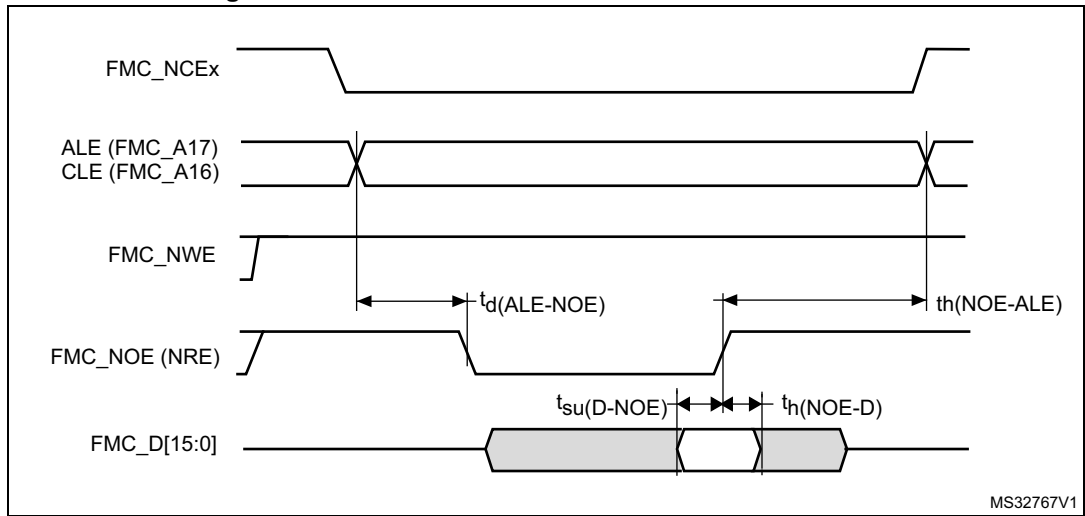 FMC_NCEx
ALE (FMC_A17)
CLE (FMC_A16)
FMC_NWE
td(ALE-NOE)
th(NOE-ALE)
FMC_NOE (NRE)
tsu(D-NOE)
th(NOE-D)
FMC_D[15:0]
MS32767V1